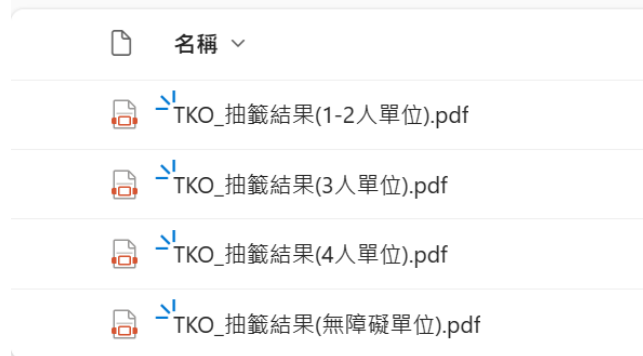 名稱
TKO_抽籤結果(1-2人單位).pdf
TKO_抽籤結果(3人單位).pdf
TKO_抽籤結果(4人單位).pdf
TKO_抽籤結果(無障礙單位).pdf